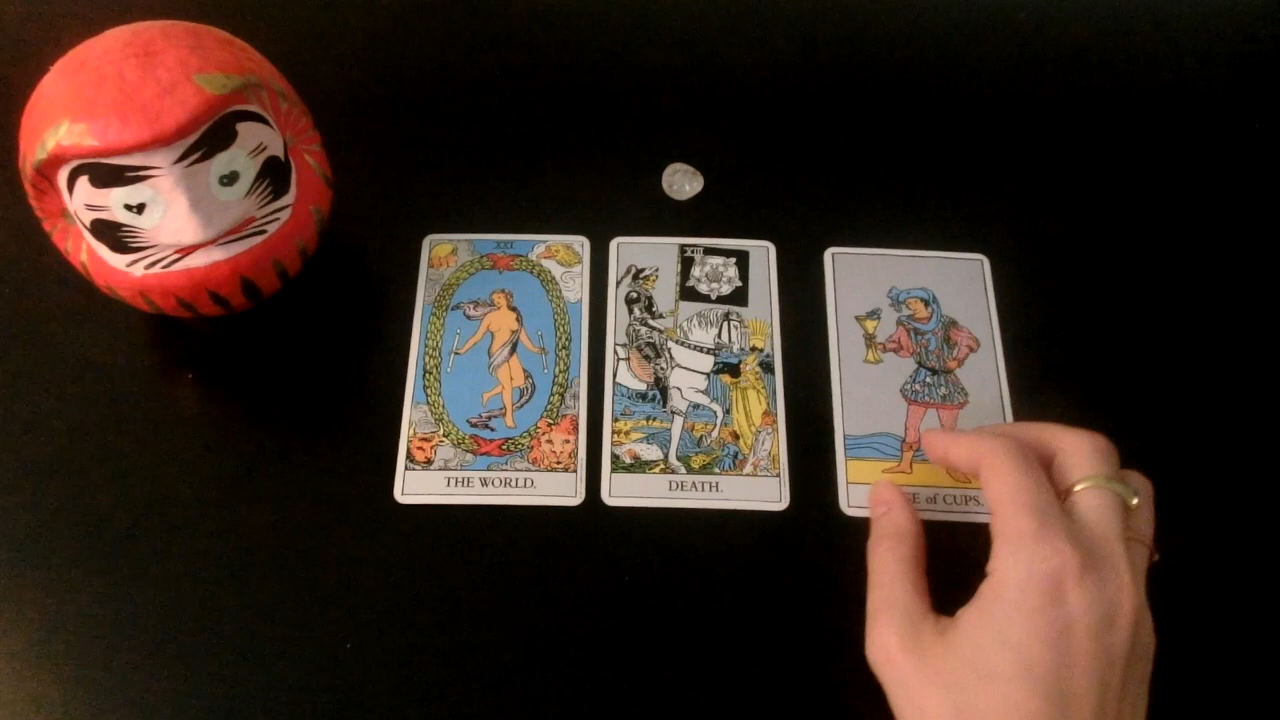 XXI
THE WORLD.
XIII
DEATH.
E of CUPS.